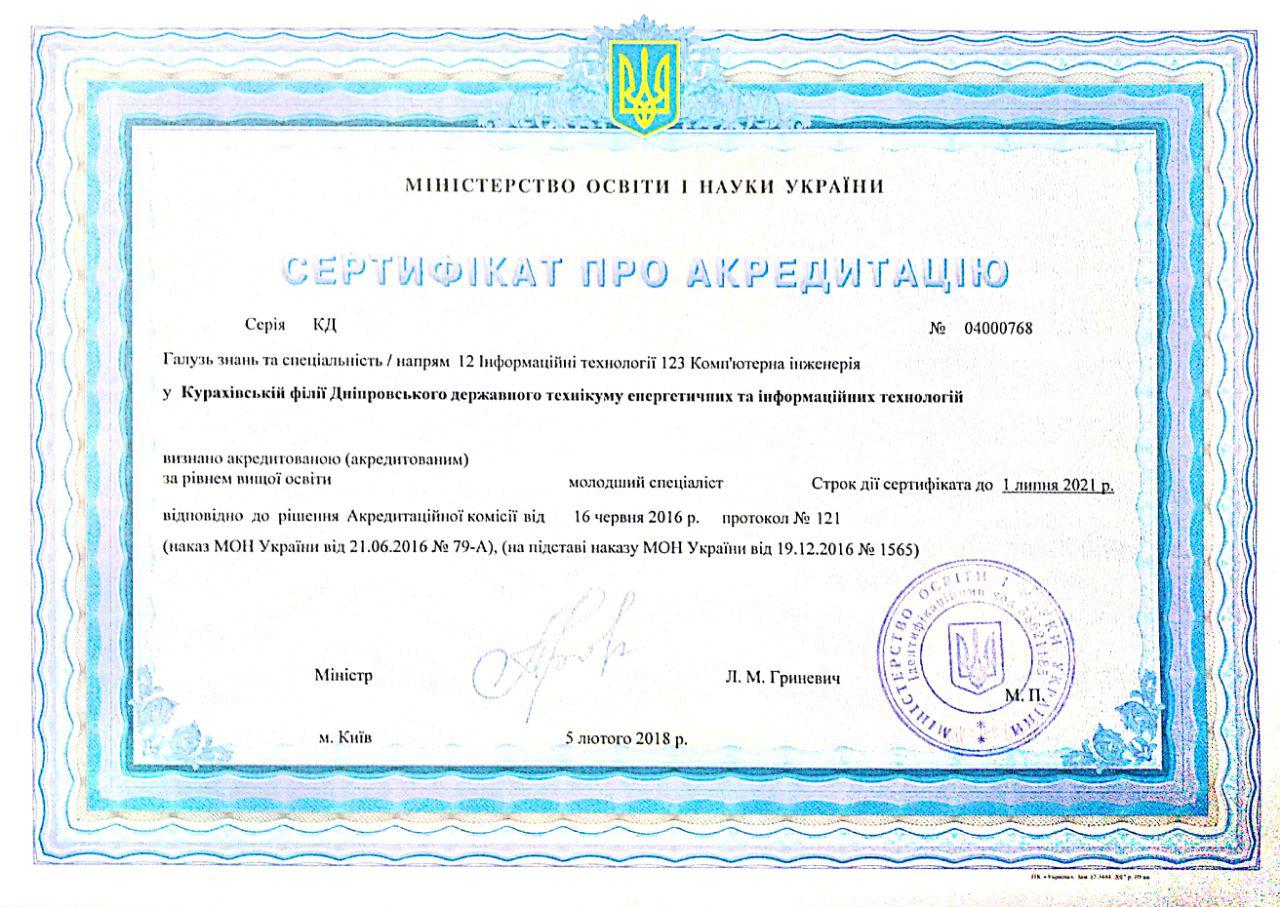 МІНІСТЕРСТВО ОСВІТИ І НАУКИ УКРАЇНИ
СЕРТИФІКАТ ПРО АКРЕДИТАЦІЮ
Серія КД № 04000768
Галузь знань та спеціальність / напрям 12 Інформаційні технології 123 Комп'ютерна інженерія
у Курахівській філії Дніпровського державного технікуму енергетичних та інформаційних технологій
визнано акредитованою (акредитованим)
за рівнем вищої освіти молодший спеціаліст Строк дії сертифіката до 1 липня 2021 р.
відповідно до рішення Акредитаційної комісії від 16 червня 2016 р. протокол № 121
(наказ МОН України від 21.06.2016 № 79-А), (на підставі наказу МОН України від 19.12.2016 № 1565)
Міністр Л. М. Гриневич
М. П.
м. Київ 5 лютого 2018 р.
МІНІСТЕРСТВО ОСВІТИ І НАУКИ УКРАЇНИ
Ідентифікаційний код